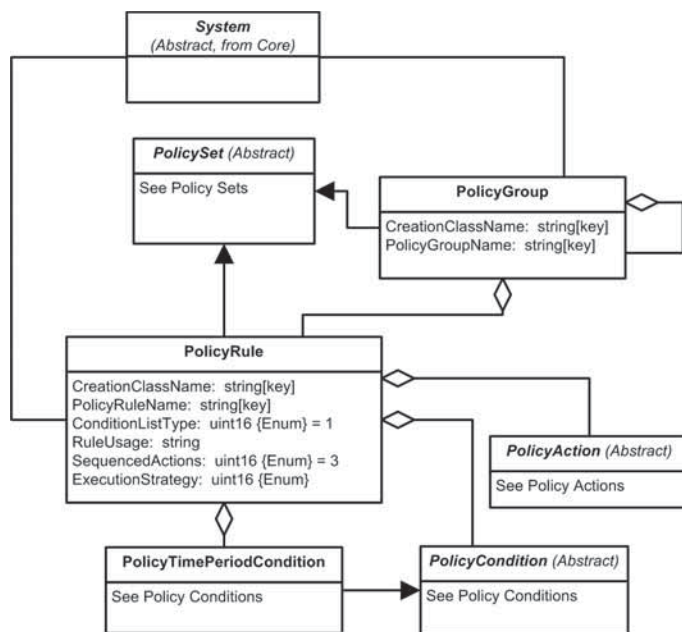 System
(Abstract, from Core)
PolicySet (Abstract)
See Policy Sets
PolicyGroup
CreationClassName: string[key]
PolicyGroupName: string[key]
PolicyRule
CreationClassName: string[key]
PolicyRuleName: string[key]
ConditionListType: uint16 {Enum} = 1
RuleUsage: string
SequencedActions: uint16 {Enum} = 3
ExecutionStrategy: uint16 {Enum}
PolicyAction (Abstract)
See Policy Actions
PolicyTimePeriodCondition
See Policy Conditions
PolicyCondition (Abstract)
See Policy Conditions